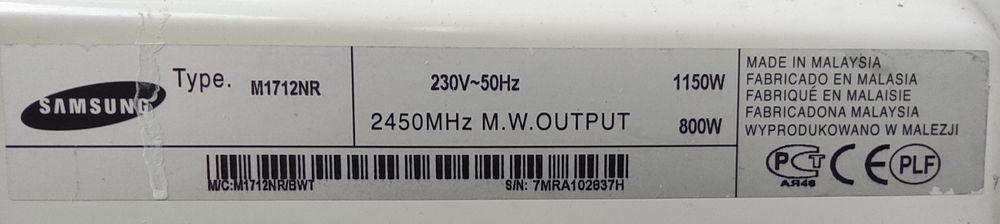 SAMSUNG
Type. M1712NR
230V~50Hz 1150W
2450MHz M.W.OUTPUT 800W
M/C:M1712NR/BWT S/N: 7MRA102837H
MADE IN MALAYSIA
FABRICADO EN MALASIA
FABRIQUÉ EN MALAISIE
FABRICADONA MALAYSIA
WYPRODUKOWANO W MALEZJI
PCT CE PLF
АЯ46